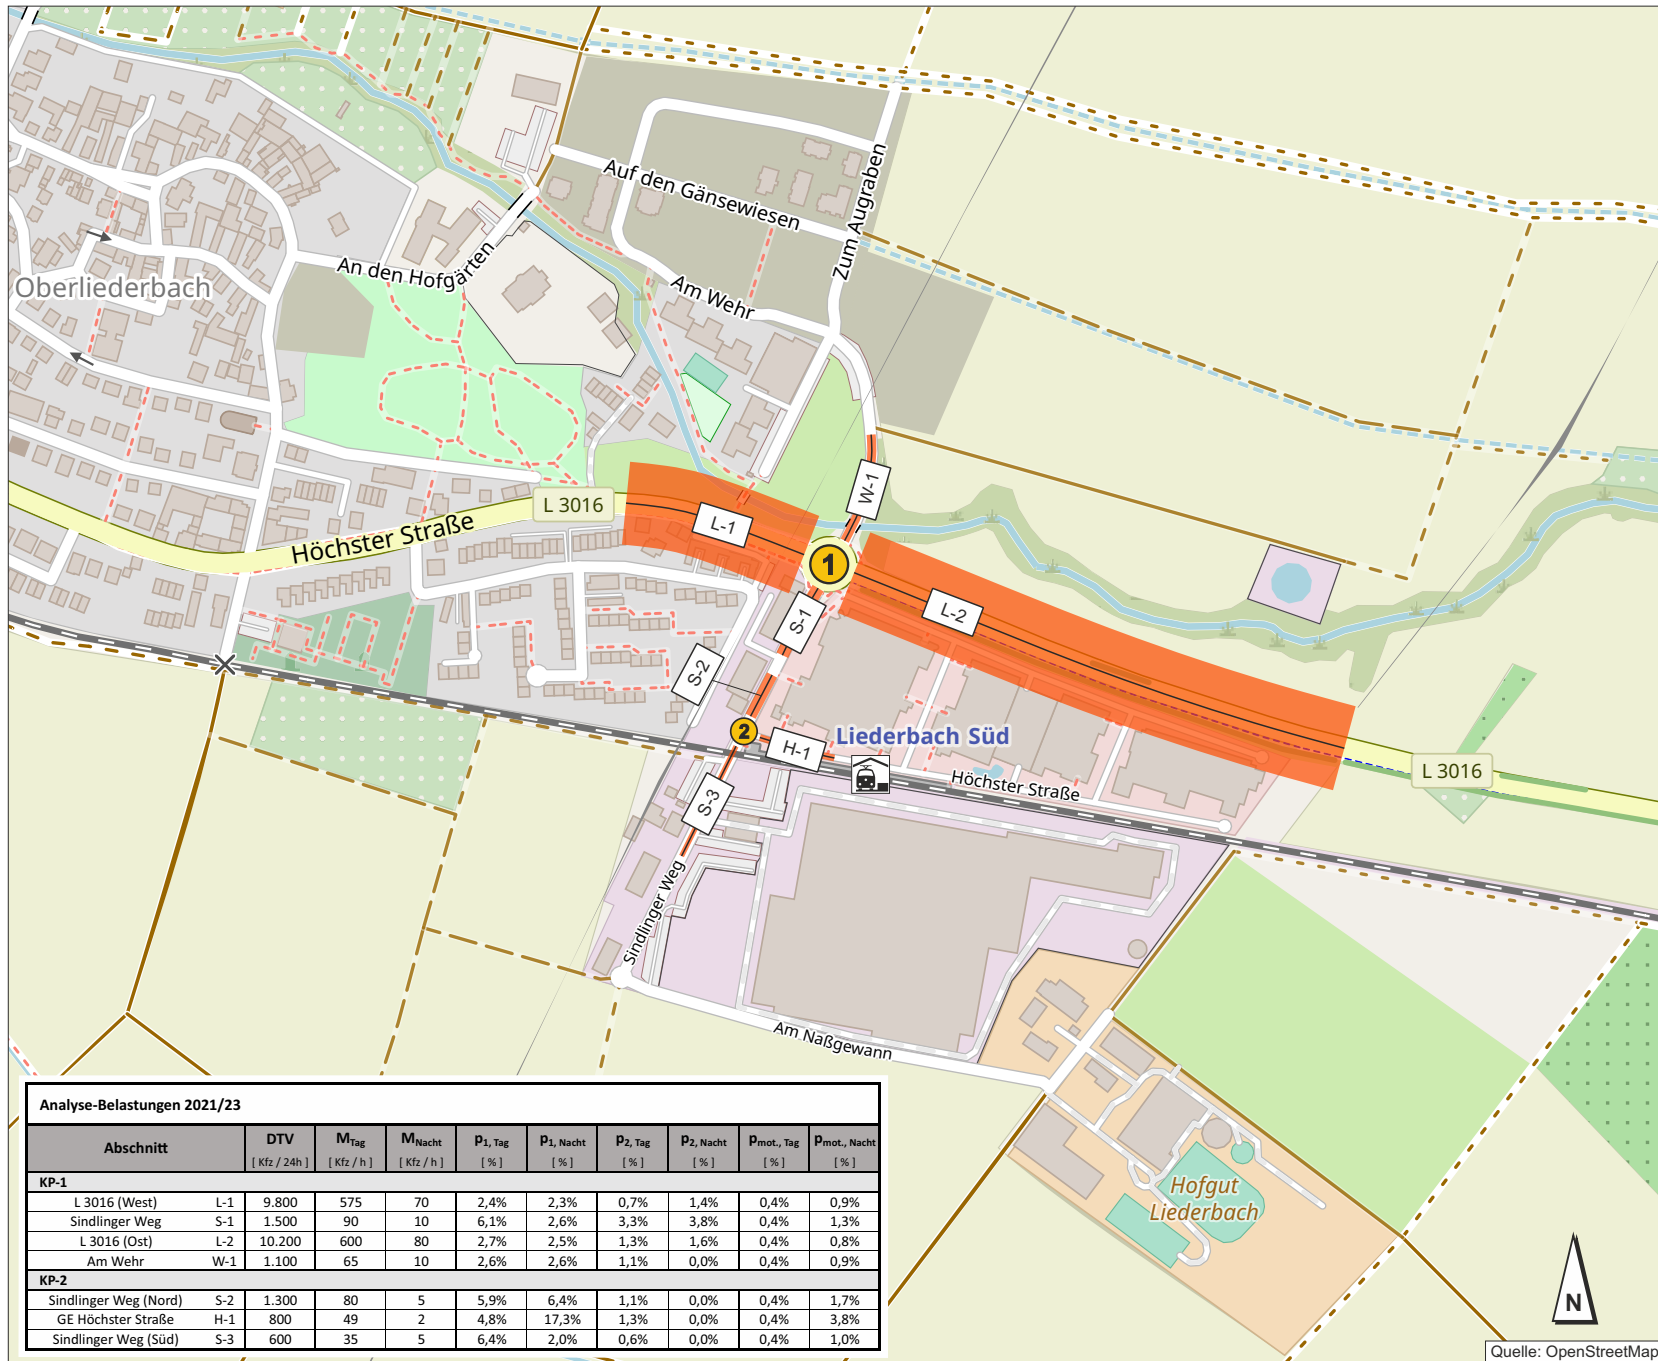 Auf den Gänsewiesen
Zum Augraben
An den Hofgärten
Oberliederbach
Am Wehr
W-1
L 3016
L-1
Höchster Straße
1
S-1
L-2
S-2
2
H-1
Liederbach Süd
L 3016
Höchster Straße
S-3
Sindlinger Weg
Am Naßgewann
Hofgut
Liederbach
N
Quelle: OpenStreetMap
Analyse-Belastungen 2021/23
Abschnitt DTV MTag MNacht p1, Tag p1, Nacht p2, Tag p2, Nacht pmot., Tag pmot., Nacht
[ Kfz / 24h ] [ Kfz / h ] [ Kfz / h ] [ % ] [ % ] [ % ] [ % ] [ % ] [ % ]
KP-1
L 3016 (West) L-1 9.800 575 70 2,4% 2,3% 0,7% 1,4% 0,4% 0,9%
Sindlinger Weg S-1 1.500 90 10 6,1% 2,6% 3,3% 3,8% 0,4% 1,3%
L 3016 (Ost) L-2 10.200 600 80 2,7% 2,5% 1,3% 1,6% 0,4% 0,8%
Am Wehr W-1 1.100 65 10 2,6% 2,6% 1,1% 0,0% 0,4% 0,9%
KP-2
Sindlinger Weg (Nord) S-2 1.300 80 5 5,9% 6,4% 1,1% 0,0% 0,4% 1,7%
GE Höchster Straße H-1 800 49 2 4,8% 17,3% 1,3% 0,0% 0,4% 3,8%
Sindlinger Weg (Süd) S-3 600 35 5 6,4% 2,0% 0,6% 0,0% 0,4% 1,0%